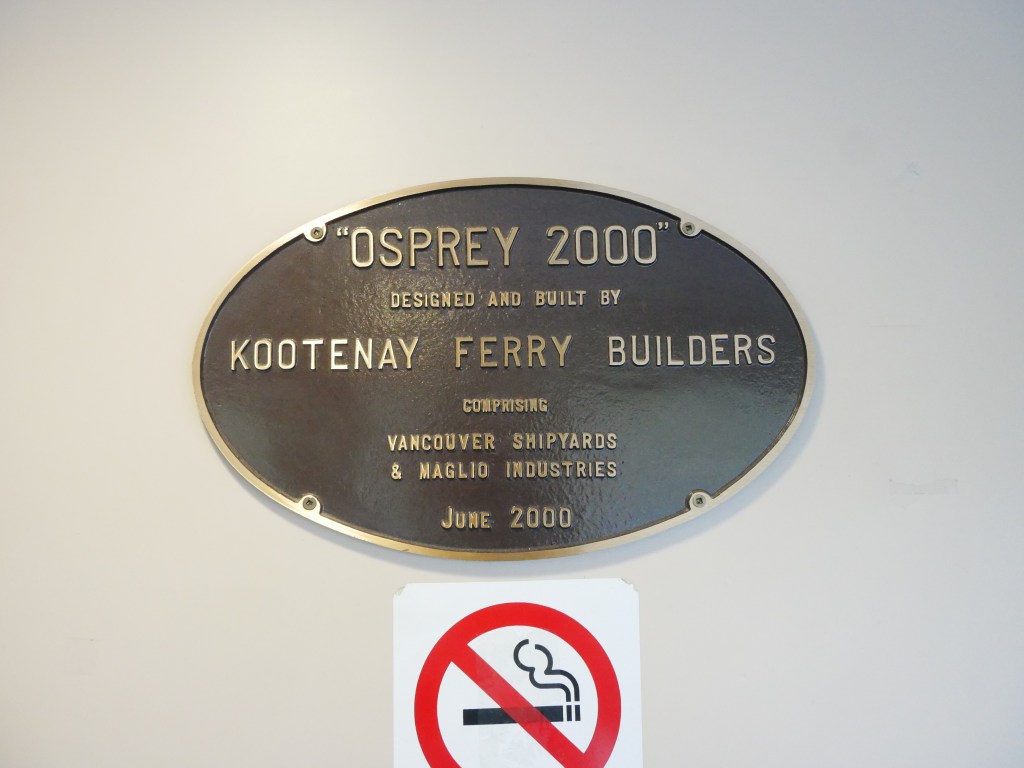 “OSPREY 2000”
DESIGNED AND BUILT BY
KOOTENAY FERRY BUILDERS
COMPRISING
VANCOUVER SHIPYARDS
& MAGLIO INDUSTRIES
JUNE 2000